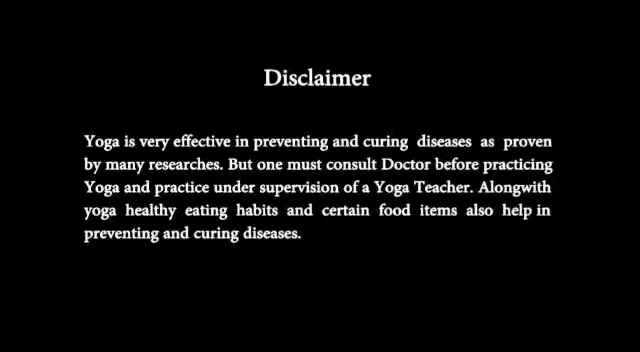 Disclaimer
Yoga is very effective in preventing and curing diseases as proven
by many researches. But one must consult Doctor before practicing
Yoga and practice under supervision of a Yoga Teacher. Alongwith
yoga healthy eating habits and certain food items also help in
preventing and curing diseases.